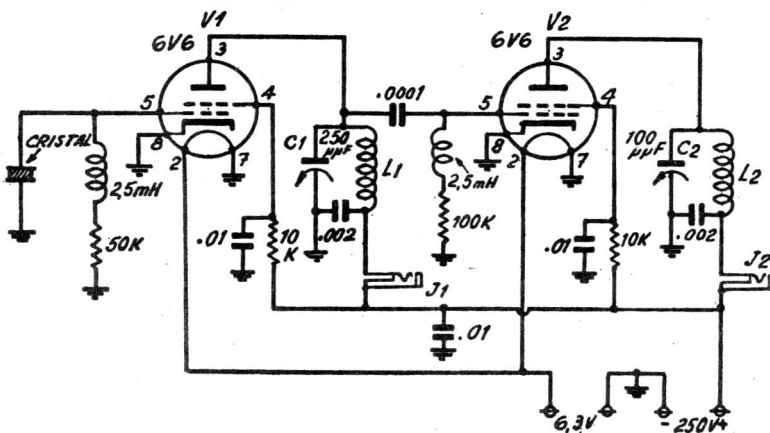 V1
6V6
3
5
4
8
2
7
CRISTAL
2,5mH
50K
.01
10
K
C1
250
µµF
L1
.002
J1
.0001
V2
6V6
3
5
4
8
2
7
2,5mH
100K
.01
10K
100
µµF
C2
L2
.002
J2
.01
6,3V
- 250V+